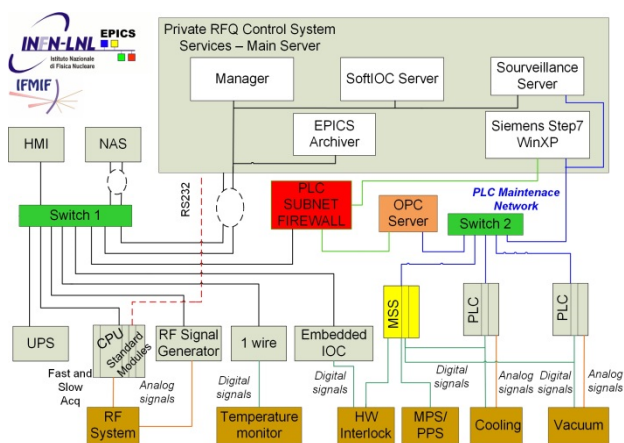 INFN-LNL
EPICS
Istituto Nazionale
di Fisica Nucleare
IFMIF
Private RFQ Control System
Services – Main Server
Manager
SoftIOC Server
Sourveillance
Server
EPICS
Archiver
Siemens Step7
WinXP
HMI
NAS
RS232
Switch 1
PLC
SUBNET
FIREWALL
OPC
Server
PLC Maintenace
Network
Switch 2
UPS
CPU
Standard
Modules
RF Signal
Generator
1 wire
Embedded
IOC
MSS
PLC
PLC
Fast and
Slow
Acq
Analog
signals
Digital
signals
Digital
signals
Digital
signals
Analog
signals
Digital
signals
Analog
signals
RF
System
Temperature
monitor
HW
Interlock
MPS/
PPS
Cooling
Vacuum